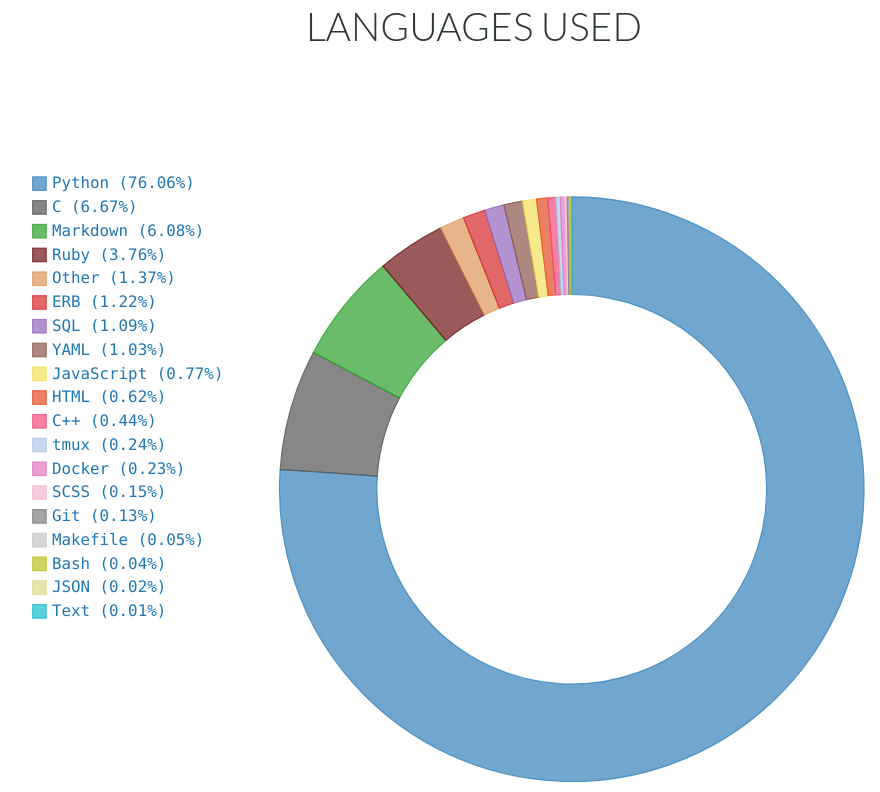 LANGUAGES USED
Python (76.06%)
C (6.67%)
Markdown (6.08%)
Ruby (3.76%)
Other (1.37%)
ERB (1.22%)
SQL (1.09%)
YAML (1.03%)
JavaScript (0.77%)
HTML (0.62%)
C++ (0.44%)
tmux (0.24%)
Docker (0.23%)
SCSS (0.15%)
Git (0.13%)
Makefile (0.05%)
Bash (0.04%)
JSON (0.02%)
Text (0.01%)